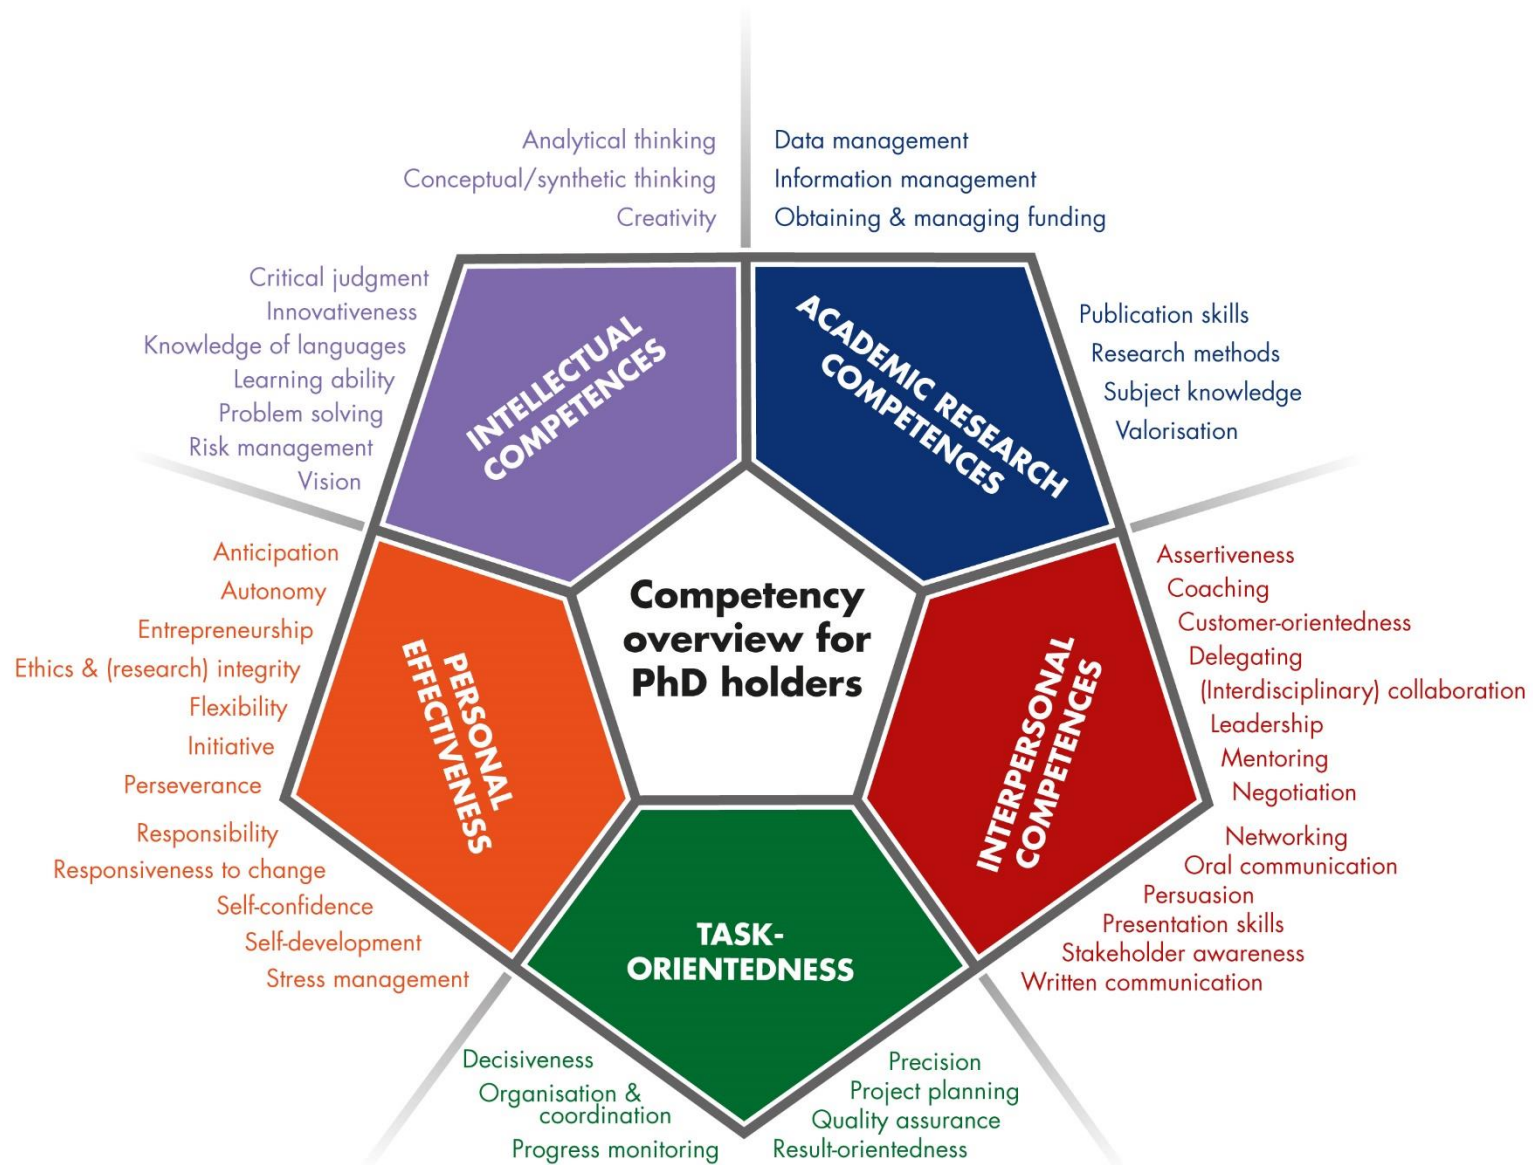 Analytical thinking
Conceptual/synthetic thinking
Creativity
Critical judgment
Innovativeness
Knowledge of languages
Learning ability
Problem solving
Risk management
Vision
INTELLECTUAL
COMPETENCES
Data management
Information management
Obtaining & managing funding
Publication skills
Research methods
Subject knowledge
Valorisation
ACADEMIC RESEARCH
COMPETENCES
Competency
overview for
PhD holders
Anticipation
Autonomy
Entrepreneurship
Ethics & (research) integrity
Flexibility
Initiative
Perseverance
Responsibility
Responsiveness to change
Self-confidence
Self-development
Stress management
PERSONAL
EFFECTIVENESS
Assertiveness
Coaching
Customer-orientedness
Delegating
(Interdisciplinary) collaboration
Leadership
Mentoring
Negotiation
Networking
Oral communication
Persuasion
Presentation skills
Stakeholder awareness
Written communication
INTERPERSONAL
COMPETENCES
TASK-
ORIENTEDNESS
Decisiveness
Organisation &
coordination
Progress monitoring
Precision
Project planning
Quality assurance
Result-orientedness